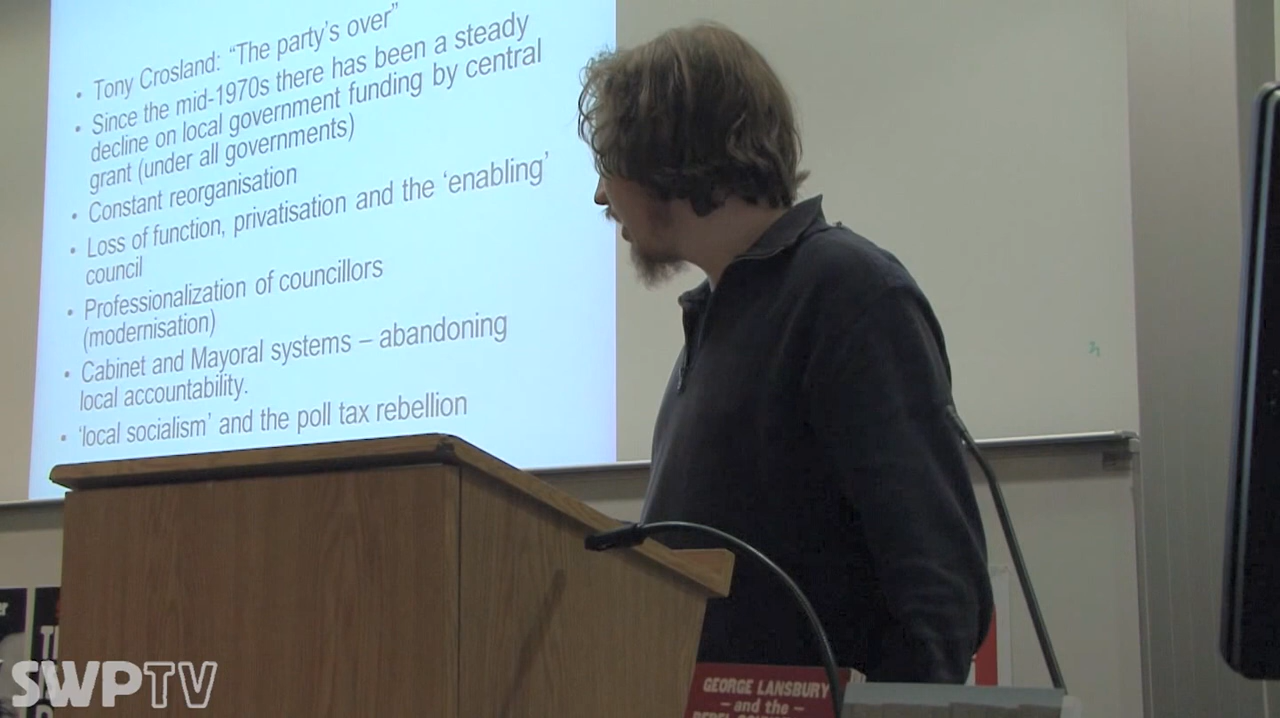 • Tony Crosland: “The party’s over”
• Since the mid-1970s there has been a steady
decline on local government funding by central
grant (under all governments)
• Constant reorganisation
• Loss of function, privatisation and the ‘enabling’
council
• Professionalization of councillors
(modernisation)
• Cabinet and Mayoral systems – abandoning
local accountability.
• ‘local socialism’ and the poll tax rebellion
SWPTV
GEORGE LANSBURY
– and the –